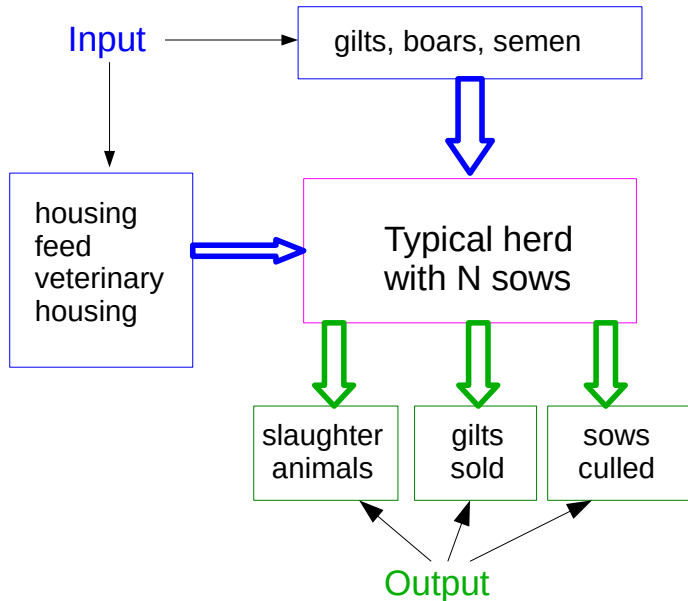 Input
gilts, boars, semen
housing
feed
veterinary
housing
Typical herd
with N sows
slaughter
animals
gilts
sold
sows
culled
Output